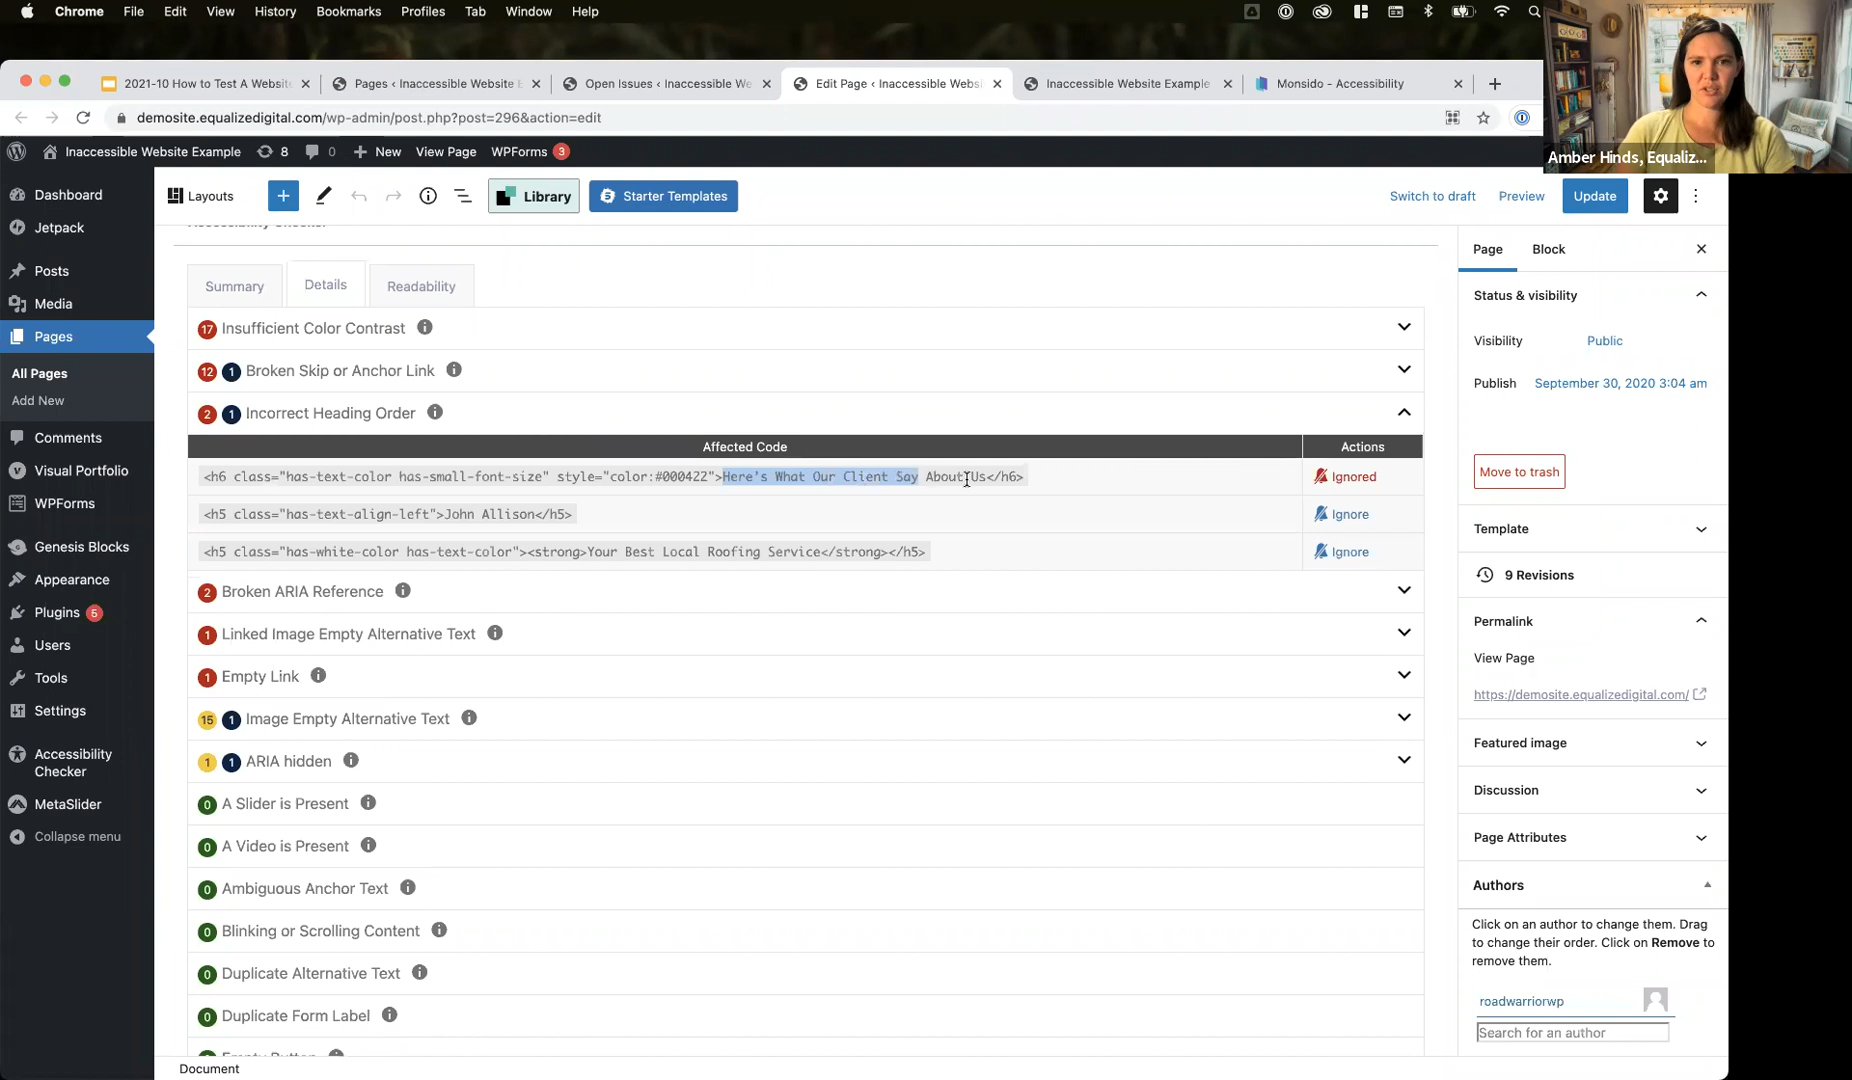 Chrome File Edit View History Bookmarks Profiles Tab Window Help
2021-10 How to Test A Websit
Pages ‹ Inaccessible Website E
Open Issues ‹ Inaccessible We
Edit Page ‹ Inaccessible Websi
Inaccessible Website Example
Monsido - Accessibility
demosite.equalizedigital.com/wp-admin/post.php?post=296&action=edit
Amber Hinds, Equaliz...
Inaccessible Website Example 8 0 New View Page WPForms 3
Dashboard
Jetpack
Posts
Media
Pages
All Pages
Add New
Comments
Visual Portfolio
WPForms
Genesis Blocks
Appearance
Plugins 5
Users
Tools
Settings
Accessibility
Checker
MetaSlider
Collapse menu
Layouts Library Starter Templates Switch to draft Preview Update
Accessibility Checker
Summary Details Readability
17 Insufficient Color Contrast
12 1 Broken Skip or Anchor Link
2 1 Incorrect Heading Order
Affected Code Actions
<h6 class="has-text-color has-small-font-size" style="color:#000422">Here's What Our Client Say About Us</h6> Ignored
<h5 class="has-text-align-left">John Allison</h5> Ignore
<h5 class="has-white-color has-text-color"><strong>Your Best Local Roofing Service</strong></h5> Ignore
2 Broken ARIA Reference
1 Linked Image Empty Alternative Text
1 Empty Link
15 1 Image Empty Alternative Text
1 1 ARIA hidden
0 A Slider is Present
0 A Video is Present
0 Ambiguous Anchor Text
0 Blinking or Scrolling Content
0 Duplicate Alternative Text
0 Duplicate Form Label
Document
Page Block
Status & visibility
Visibility Public
Publish September 30, 2020 3:04 am
Move to trash
Template
9 Revisions
Permalink
View Page
https://demosite.equalizedigital.com/
Featured image
Discussion
Page Attributes
Authors
Click on an author to change them. Drag
to change their order. Click on Remove to
remove them.
roadwarriorwp
Search for an author